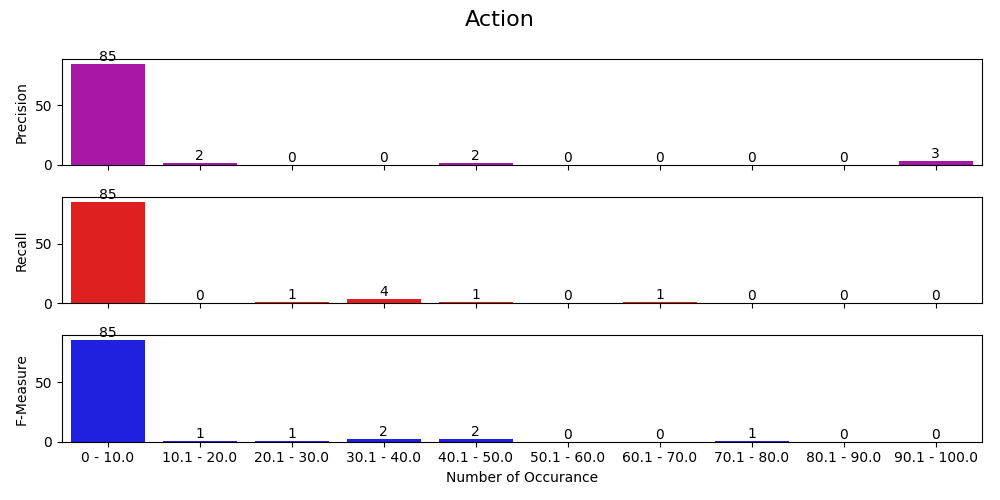 Action
Precision
50
0
85 2 0 0 2 0 0 0 0 3
Recall
50
0
85 0 1 4 1 0 1 0 0 0
F-Measure
50
0
85 1 1 2 2 0 0 1 0 0
0 - 10.0 10.1 - 20.0 20.1 - 30.0 30.1 - 40.0 40.1 - 50.0 50.1 - 60.0 60.1 - 70.0 70.1 - 80.0 80.1 - 90.0 90.1 - 100.0
Number of Occurance